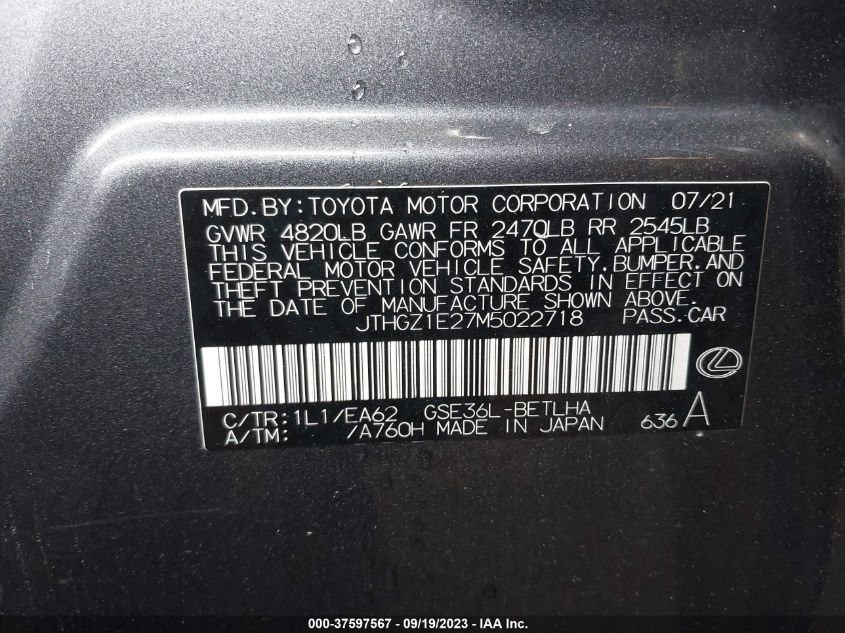 MFD.BY:TOYOTA MOTOR CORPORATION 07/21
GVWR 4820LB GAWR FR 2470LB RR 2545LB
THIS VEHICLE CONFORMS TO ALL APPLICABLE
FEDERAL MOTOR VEHICLE SAFETY.BUMPER.AND
THEFT PREVENTION STANDARDS IN EFFECT ON
THE DATE OF MANUFACTURE SHOWN ABOVE.
JTHGZ1E27M5022718 PASS.CAR
C/TR:1L1/EA62 GSE36L-BETLHA
A/TM: /A760H MADE IN JAPAN 636 A
000-37597567 - 09/19/2023 - IAA Inc.